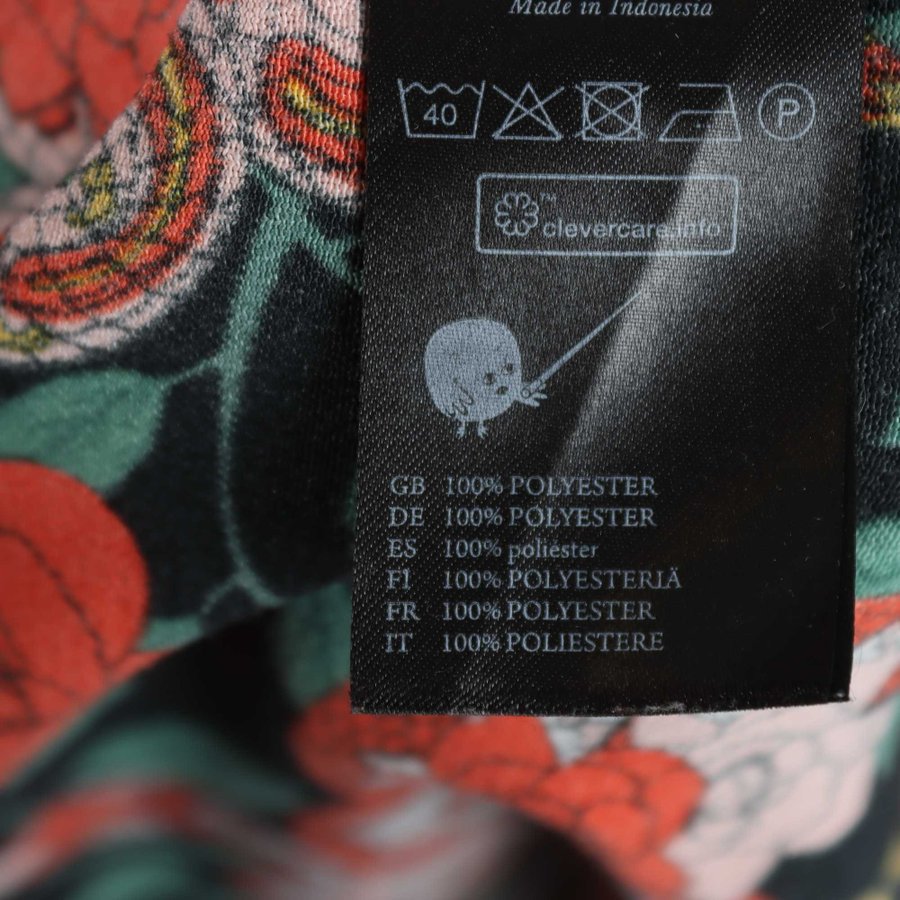 Made in Indonesia
40 P
™
clevercare.info
GB 100% POLYESTER
DE 100% POLYESTER
ES 100% poliéster
FI 100% POLYESTERIÄ
FR 100% POLYESTER
IT 100% POLIESTERE